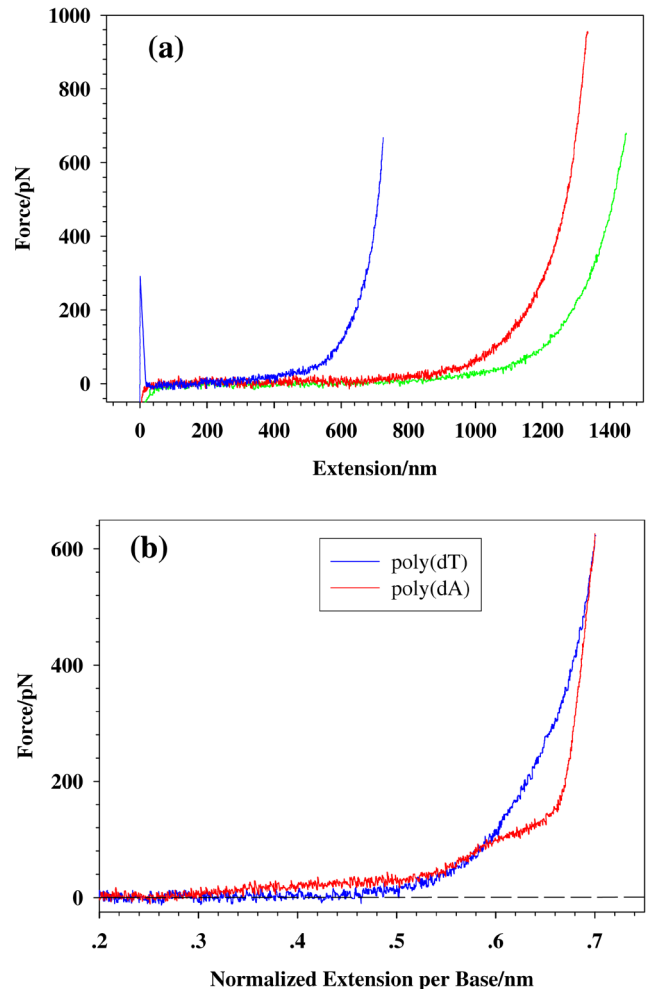 (a)
1000
800
600
400
200
0
Force/pN
0 200 400 600 800 1000 1200 1400
Extension/nm
(b)
poly(dT)
poly(dA)
600
400
200
0
Force/pN
.2 .3 .4 .5 .6 .7
Normalized Extension per Base/nm